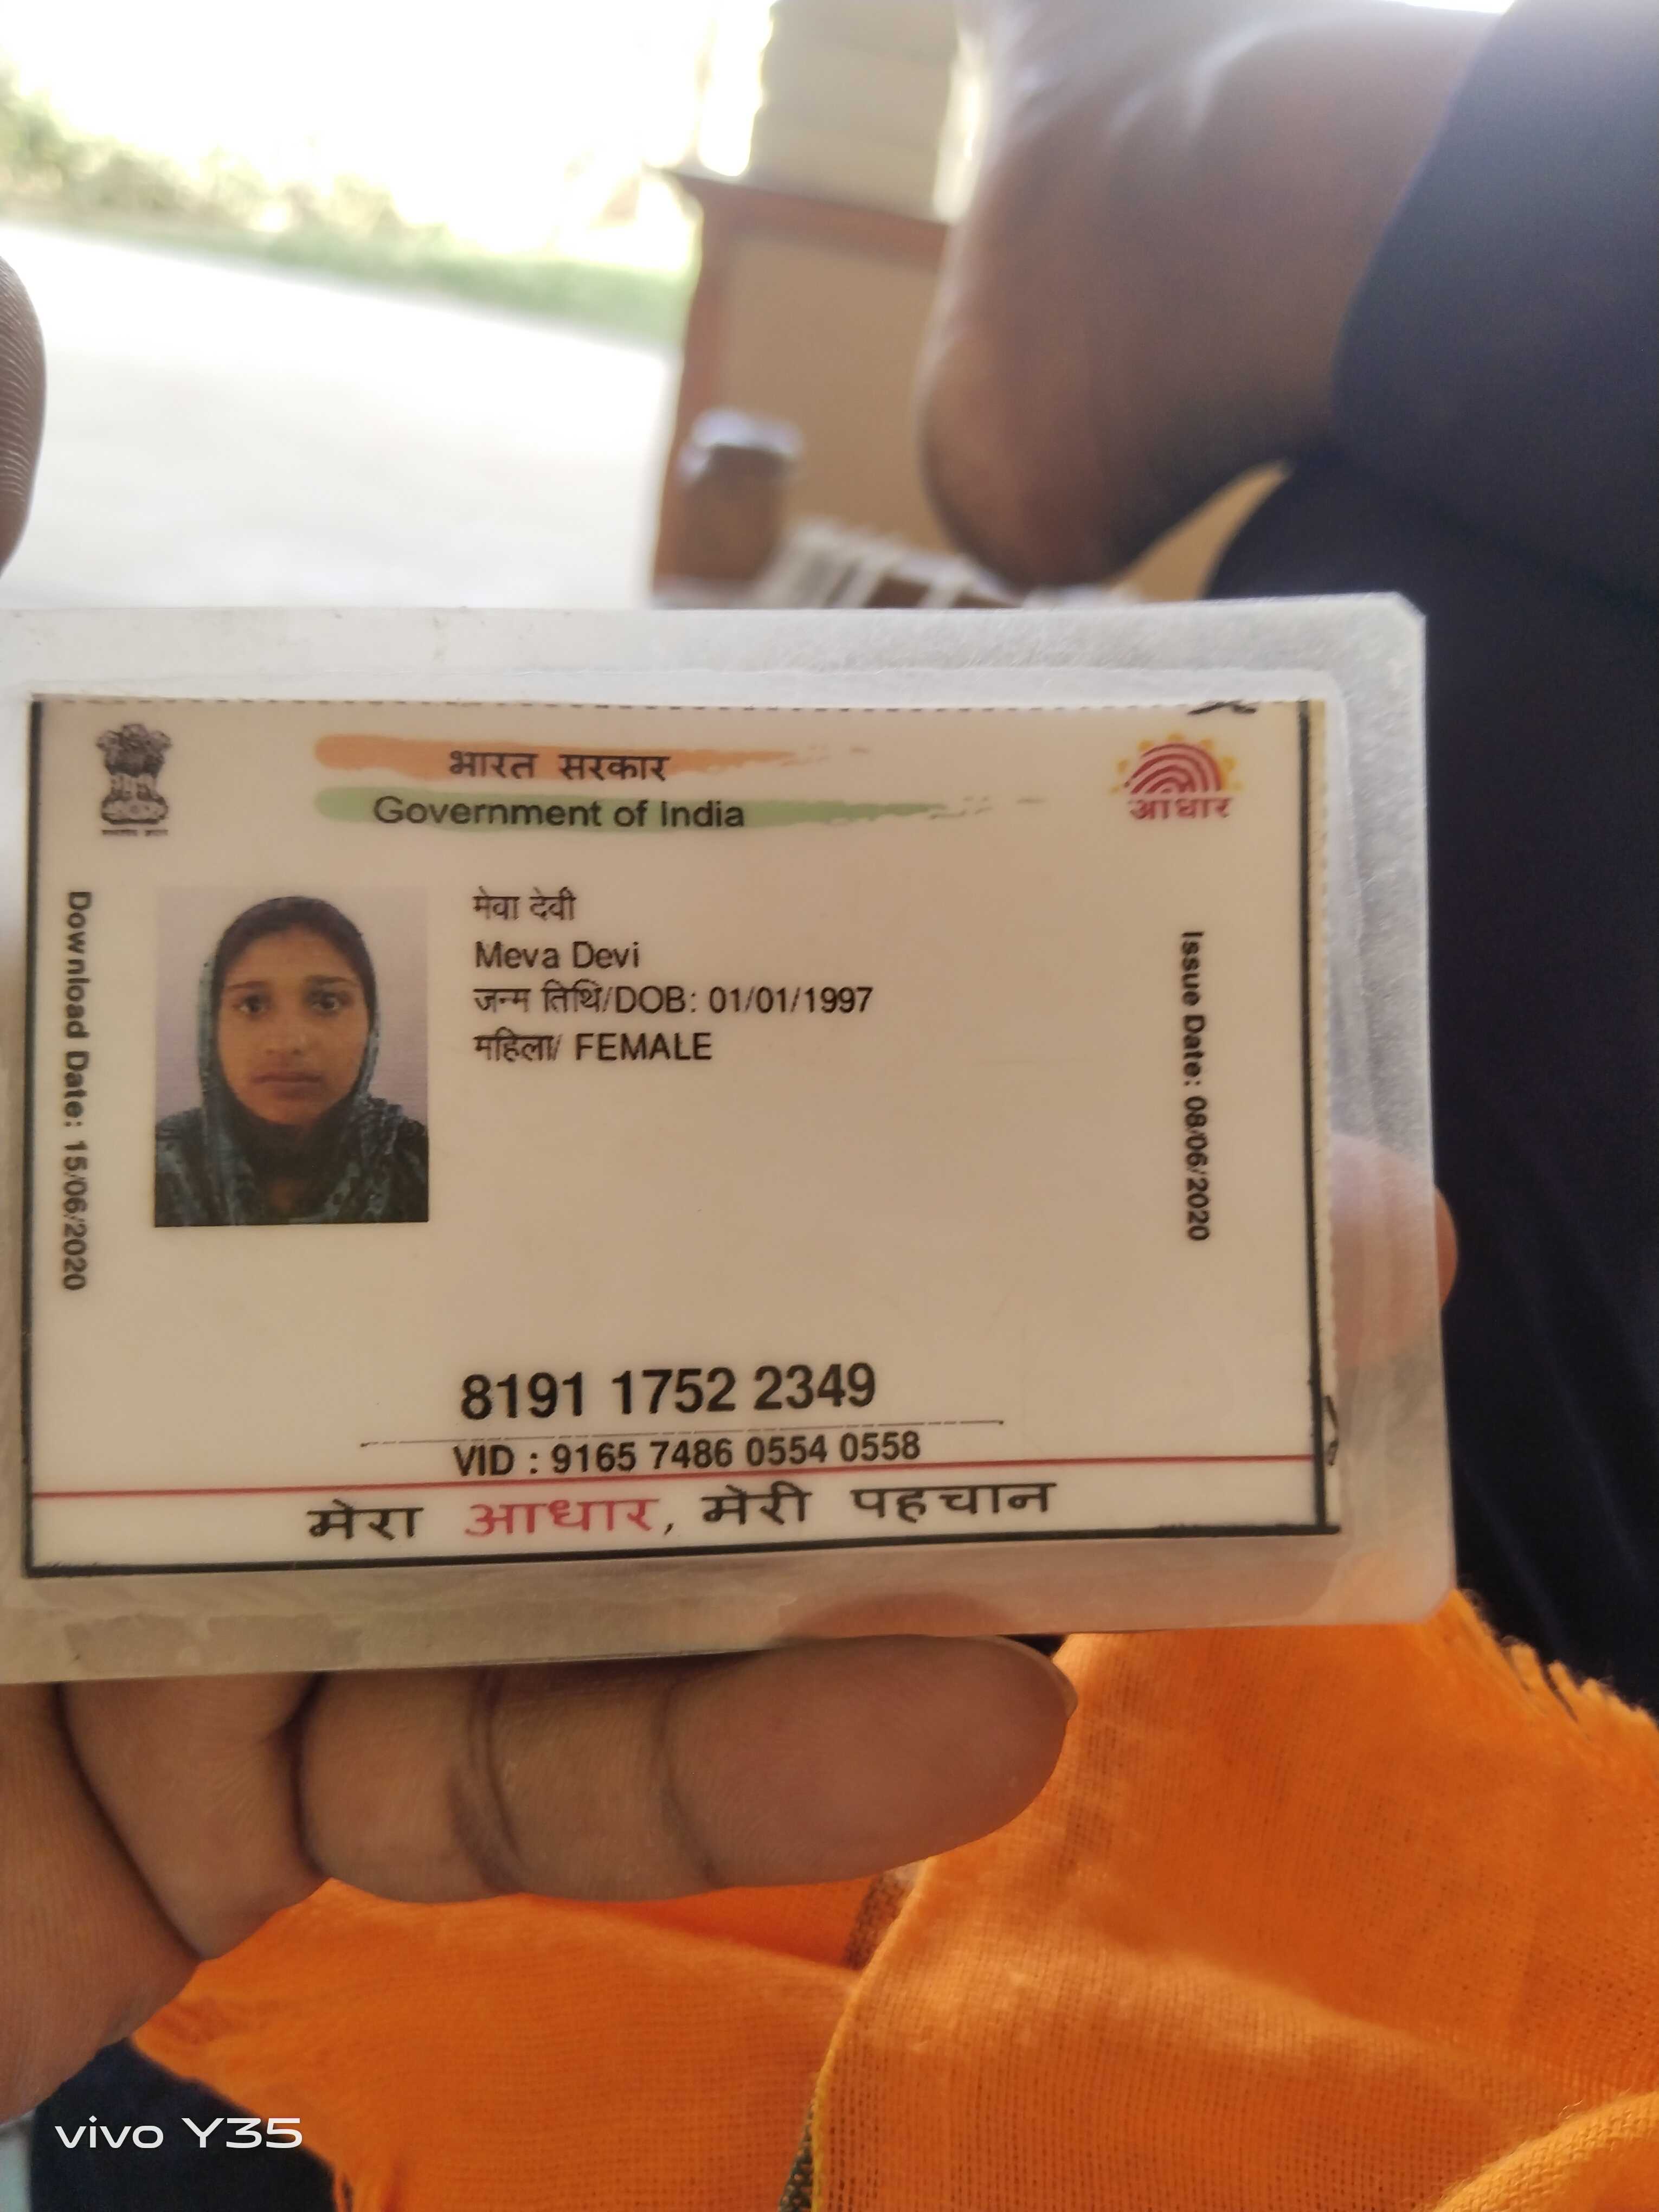 भारत सरकार
Government of India
आधार
Download Date: 15/06/2020
मेवा देवी
Meva Devi
जन्म तिथि/DOB: 01/01/1997
महिला/ FEMALE
Issue Date: 08/06/2020
8191 1752 2349
VID : 9165 7486 0554 0558
मेरा आधार, मेरी पहचान
vivo Y35